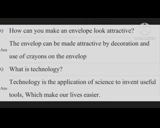 How can you make an envelope look attractive?
Ans The envelop can be made attractive by decoration and
use of crayons on the envelop
What is technology?
Ans Technology is the application of science to invent useful
tools, Which make our lives easier.